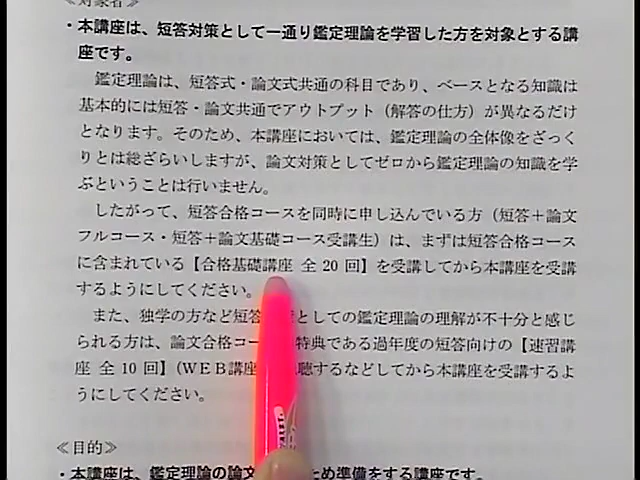 ≪対象者≫
・本講座は、短答対策として一通り鑑定理論を学習した方を対象とする講
座です。
鑑定理論は、短答式・論文式共通の科目であり、ベースとなる知識は
基本的には短答・論文共通でアウトプット（解答の仕方）が異なるだけ
となります。そのため、本講座においては、鑑定理論の全体像をざっく
りとは総ざらいしますが、論文対策としてゼロから鑑定理論の知識を学
ぶということは行いません。
したがって、短答合格コースを同時に申し込んでいる方（短答＋論文
フルコース・短答＋論文基礎コース受講生）は、まずは短答合格コース
に含まれている【合格基礎講座 全 20 回】を受講してから本講座を受講
するようにしてください。
また、独学の方など短答 としての鑑定理論の理解が不十分と感じ
られる方は、論文合格コー 特典である過年度の短答向けの【速習講
座 全 10 回】（ＷＥＢ講座 聴するなどしてから本講座を受講するよ
うにしてください。
≪目的≫
・本講座は、鑑定理論の論文 ため準備をする講座です。